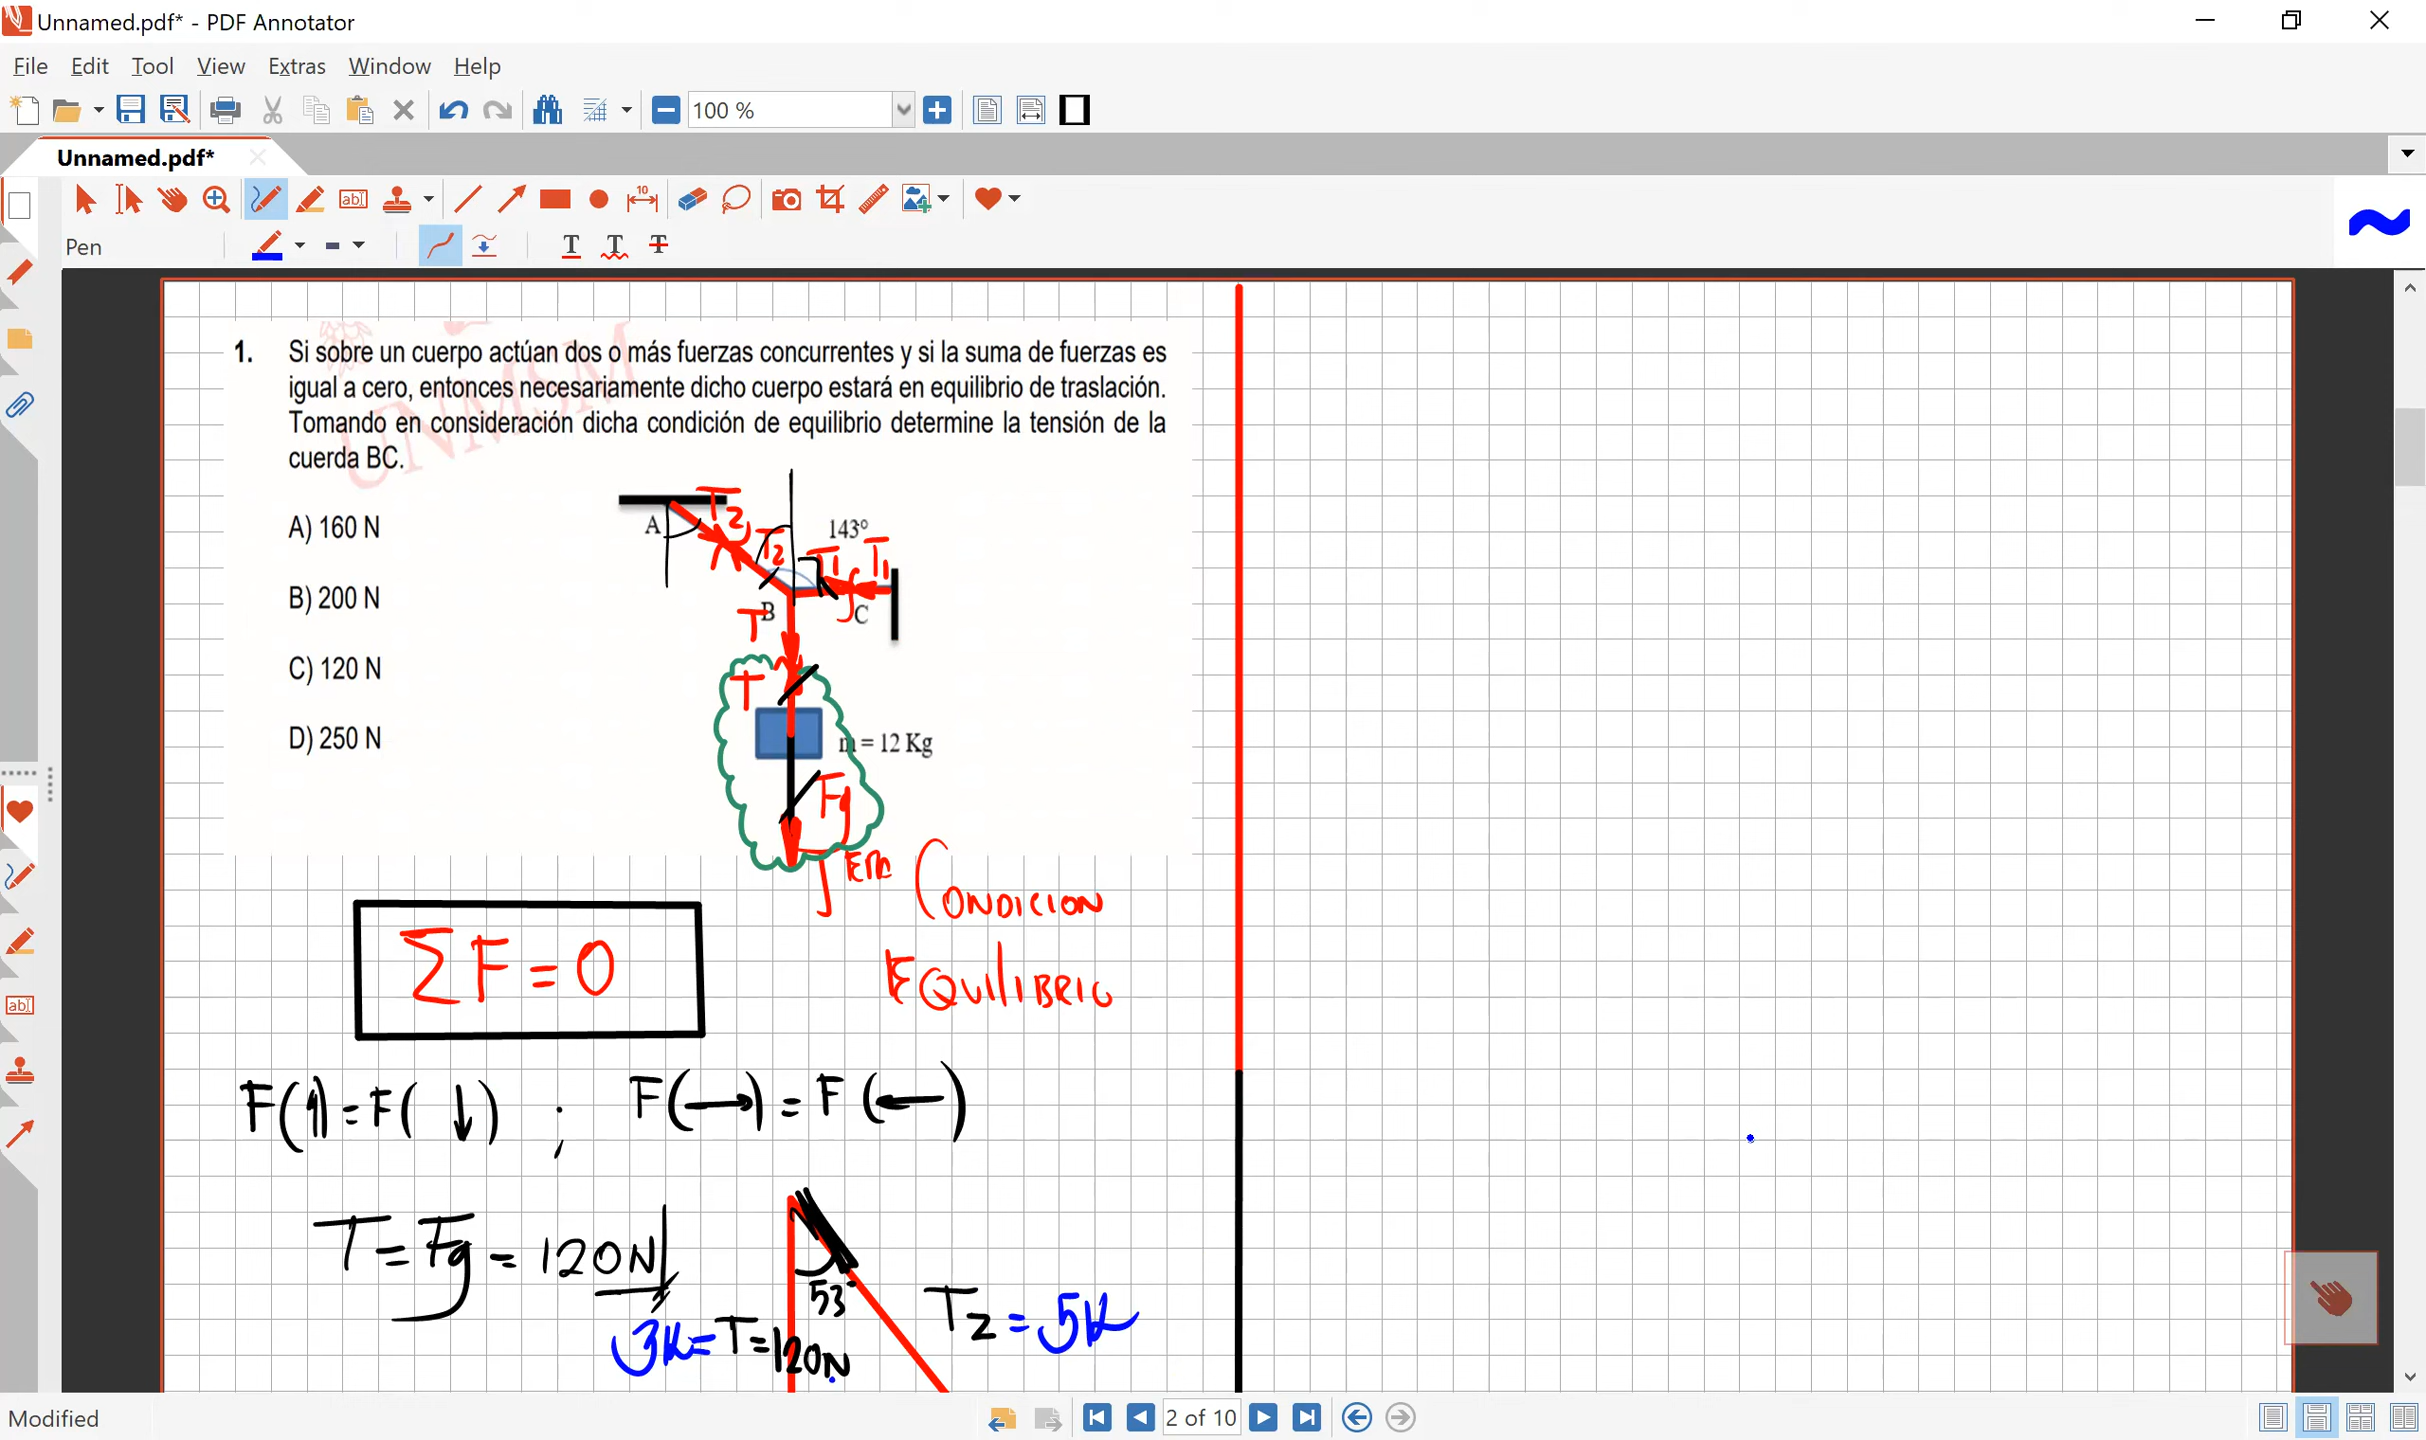 Unnamed.pdf* - PDF Annotator
File Edit Tool View Extras Window Help
100 %
Unnamed.pdf*
Pen
1. Si sobre un cuerpo actúan dos o más fuerzas concurrentes y si la suma de fuerzas es
igual a cero, entonces necesariamente dicho cuerpo estará en equilibrio de traslación.
Tomando en consideración dicha condición de equilibrio determine la tensión de la
cuerda BC.
UNMSM
A) 160 N
B) 200 N
C) 120 N
D) 250 N
T2
A
143°
T2
T1
T1
B
C
T
T
m = 12 Kg
Fg
CONDICION
EQUILIBRIO
ΣF = 0
F(↑) = F(↓) ; F(→) = F(←)
T = Fg = 120N
53°
T2 = 5K
3K = T = 120N
Modified
2 of 10